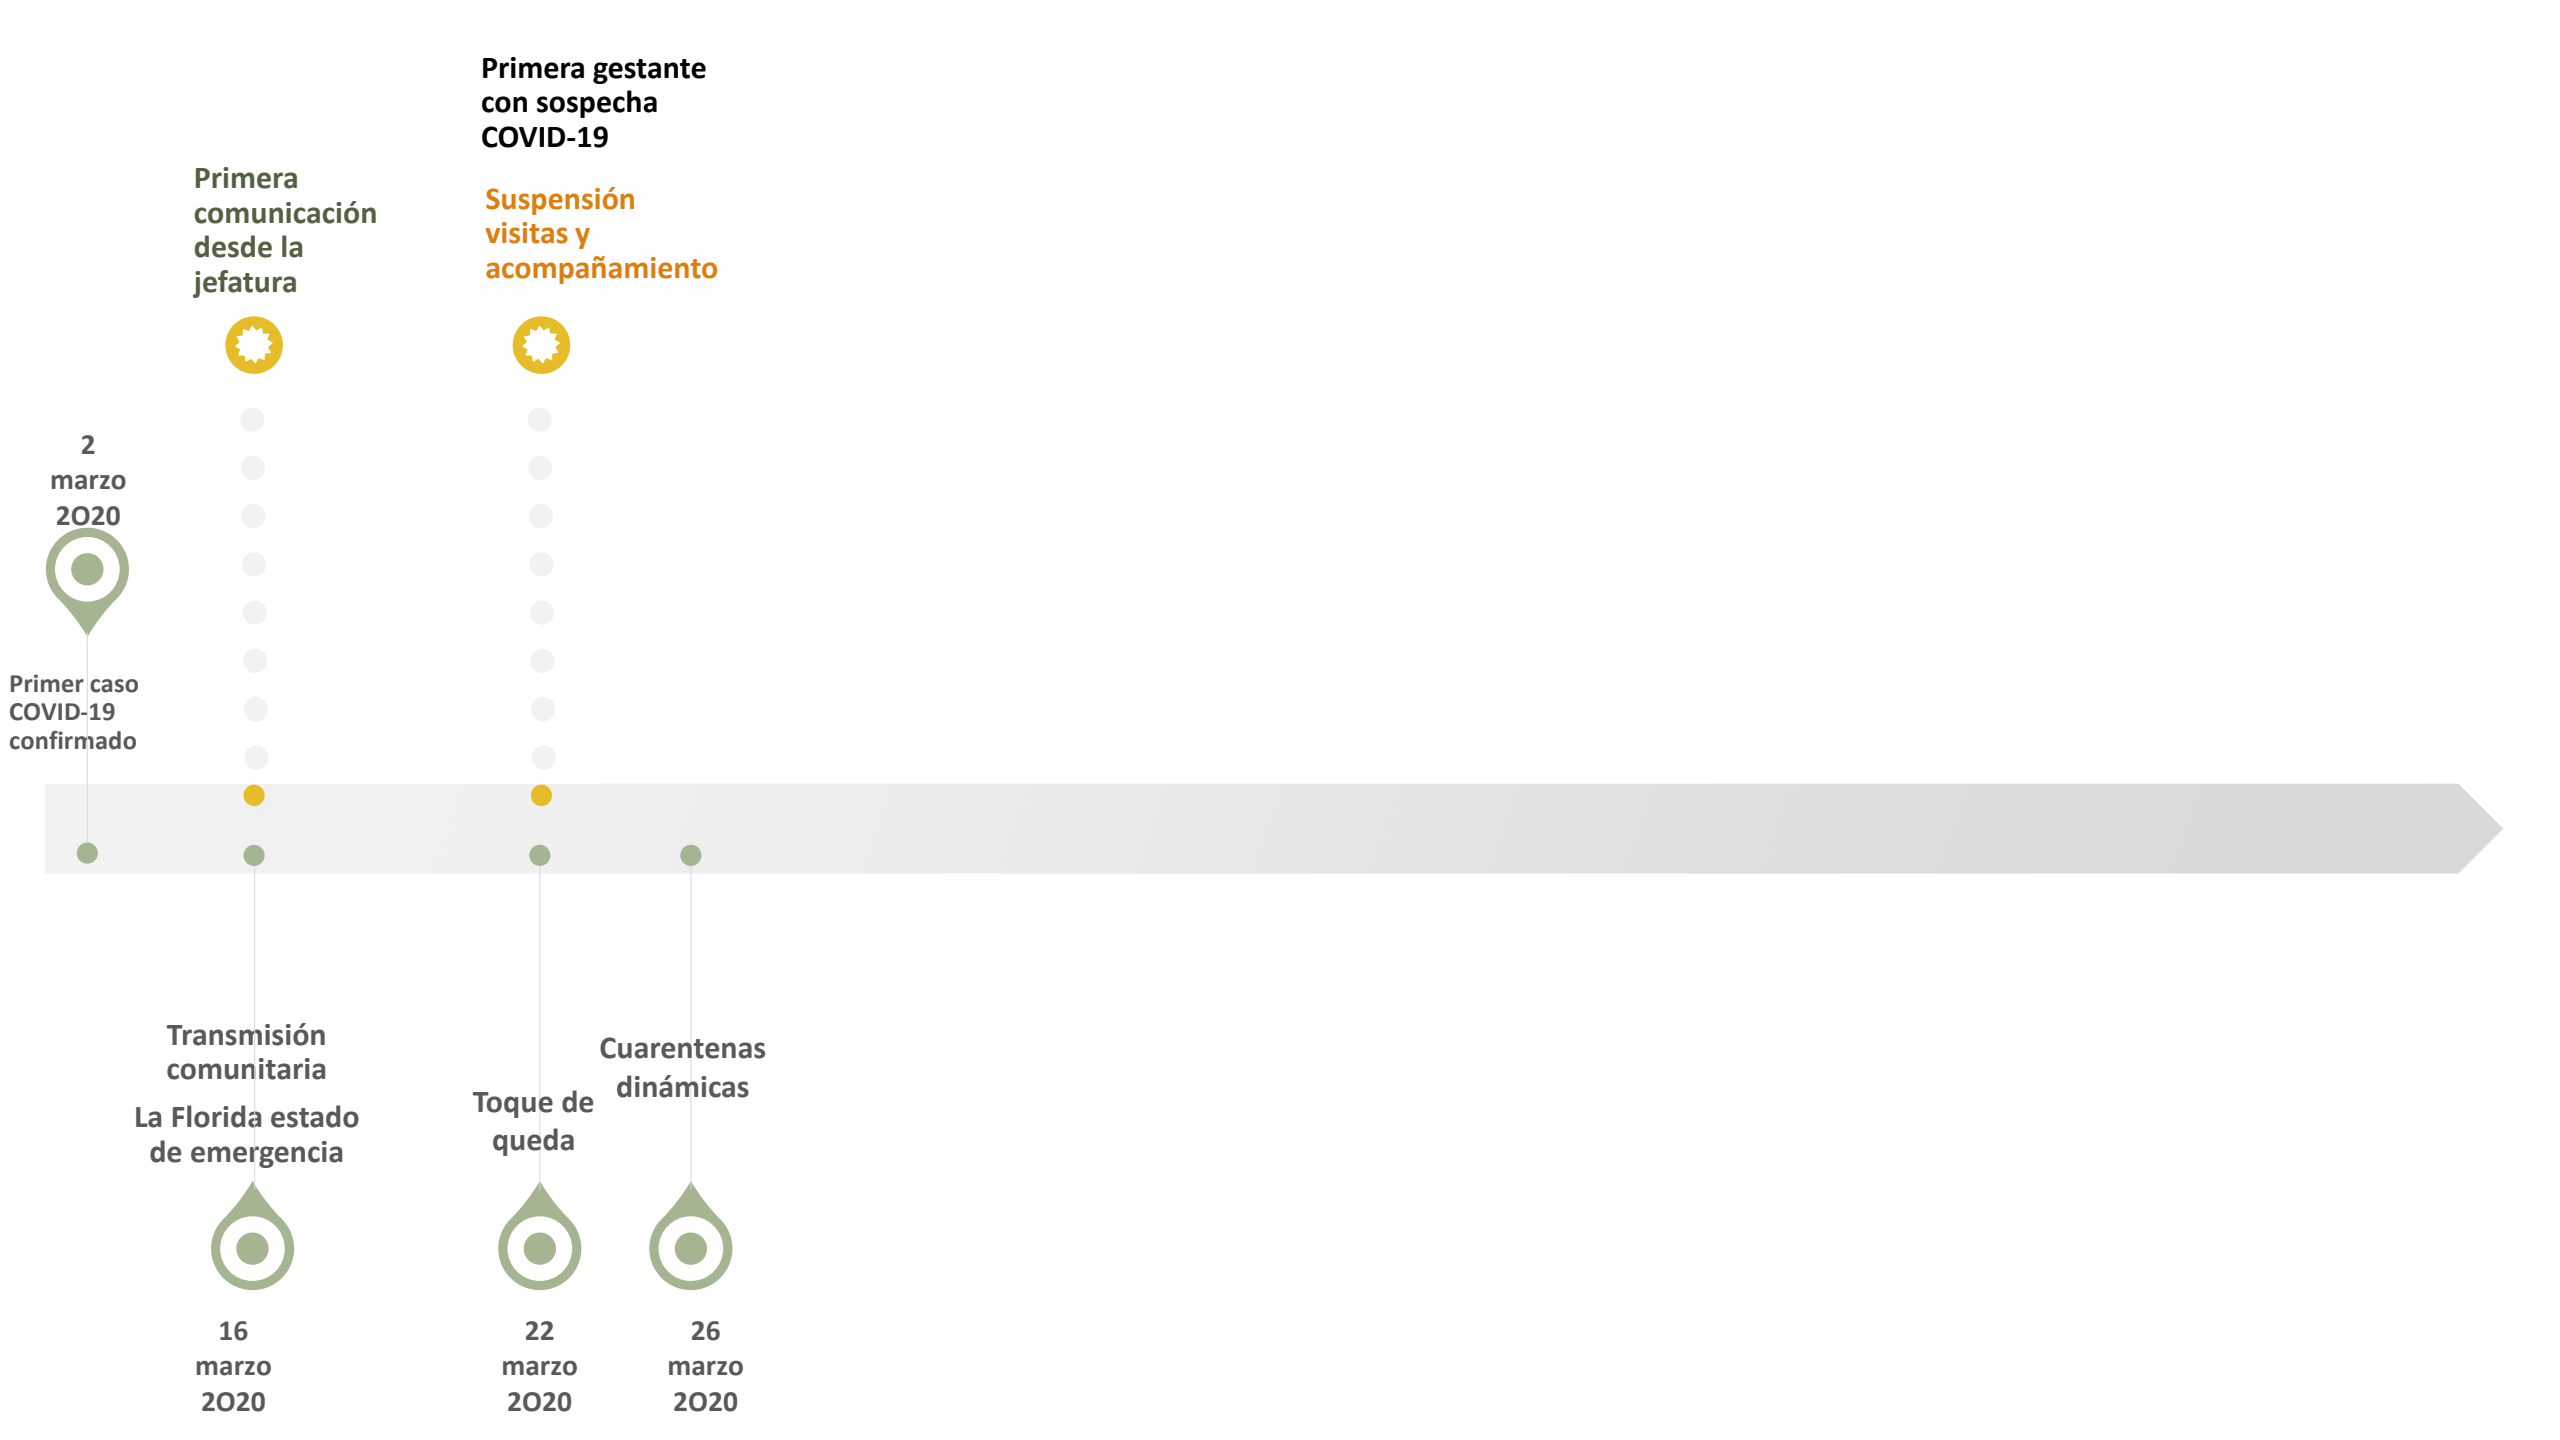 Primera gestante
con sospecha
COVID-19
Primera
comunicación
desde la
jefatura
Suspensión
visitas y
acompañamiento
2
marzo
2O20
Primer caso
COVID-19
confirmado
Transmisión
comunitaria
La Florida estado
de emergencia
Toque de
queda
Cuarentenas
dinámicas
16
marzo
2O20
22
marzo
2O20
26
marzo
2O20